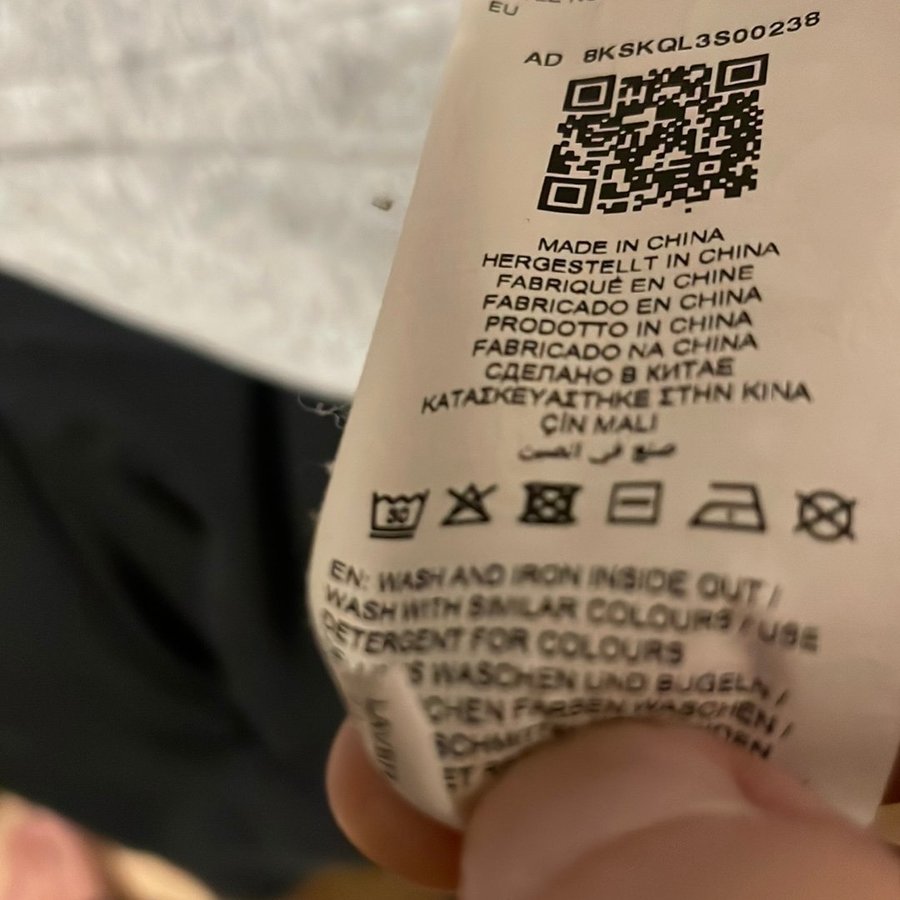 EU
AD 8KSKQL3S00238
MADE IN CHINA
HERGESTELLT IN CHINA
FABRIQUÉ EN CHINE
FABRICADO EN CHINA
PRODOTTO IN CHINA
FABRICADO NA CHINA
СДЕЛАНО В КИТАЕ
ΚΑΤΑΣΚΕΥΑΣΤΗΚΕ ΣΤΗΝ ΚΙΝΑ
ÇİN MALI
صنع في الصين
30
EN: WASH AND IRON INSIDE OUT /
WASH WITH SIMILAR COLOURS / USE
DETERGENT FOR COLOURS
WASCHEN UND BÜGELN /
FARBEN WASCHEN /